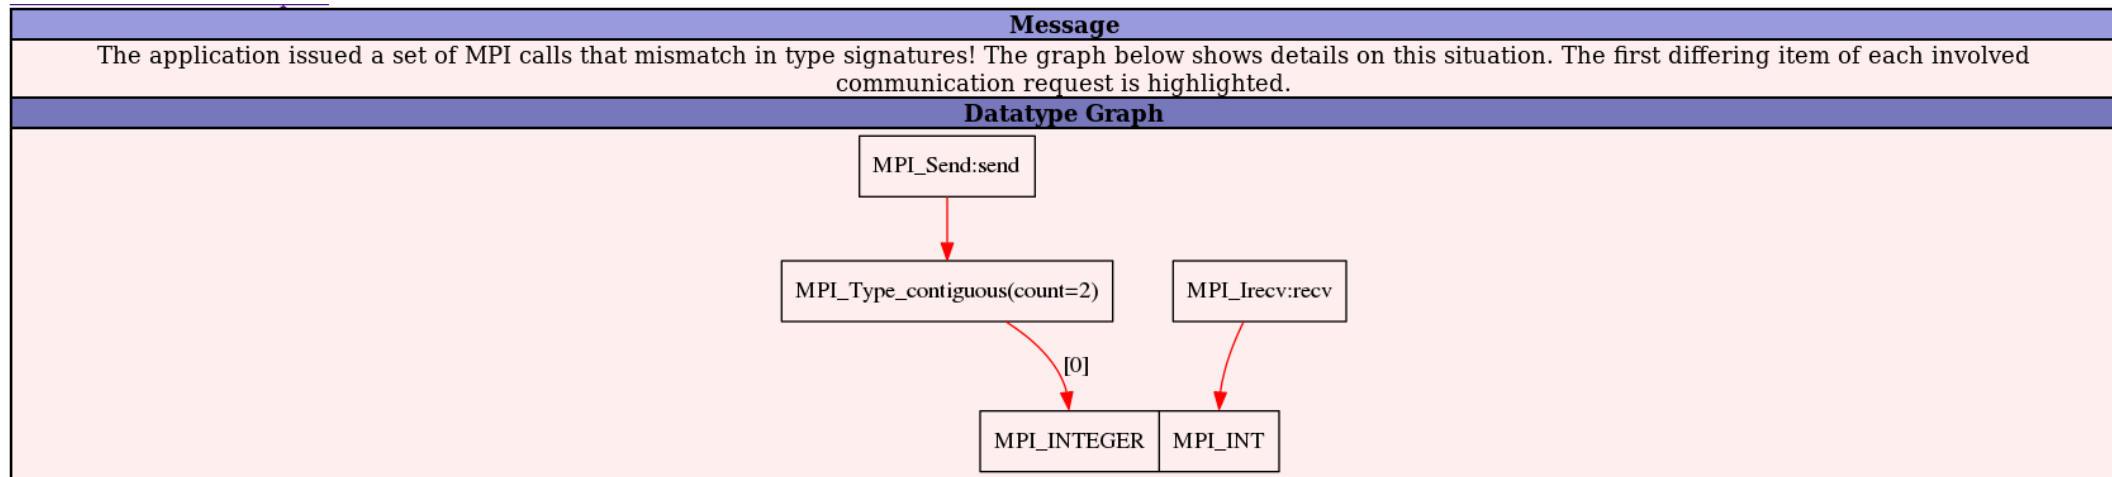 Message
The application issued a set of MPI calls that mismatch in type signatures! The graph below shows details on this situation. The first differing item of each involved
communication request is highlighted.
Datatype Graph
MPI_Send:send
MPI_Type_contiguous(count=2)
MPI_Irecv:recv
[0]
MPI_INTEGER
MPI_INT